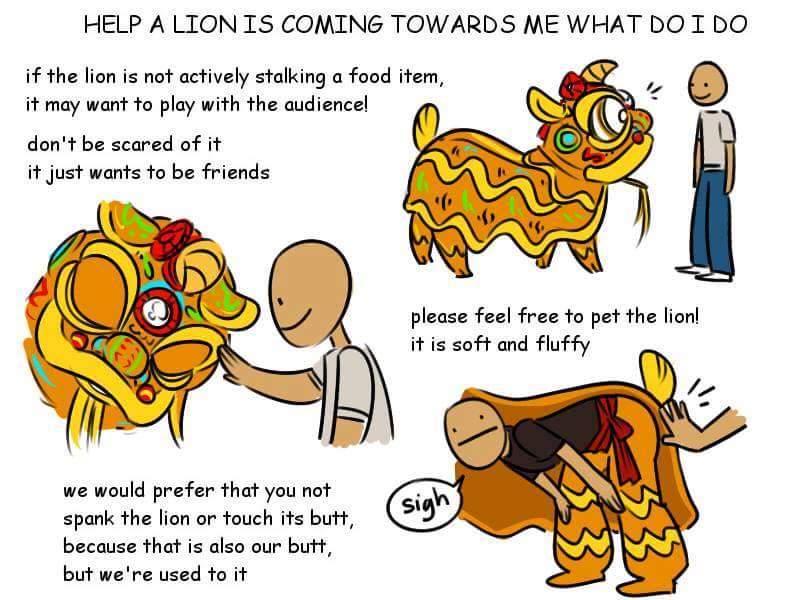 HELP A LION IS COMING TOWARDS ME WHAT DO I DO
if the lion is not actively stalking a food item,
it may want to play with the audience!
don't be scared of it
it just wants to be friends
please feel free to pet the lion!
it is soft and fluffy
sigh
we would prefer that you not
spank the lion or touch its butt,
because that is also our butt,
but we're used to it